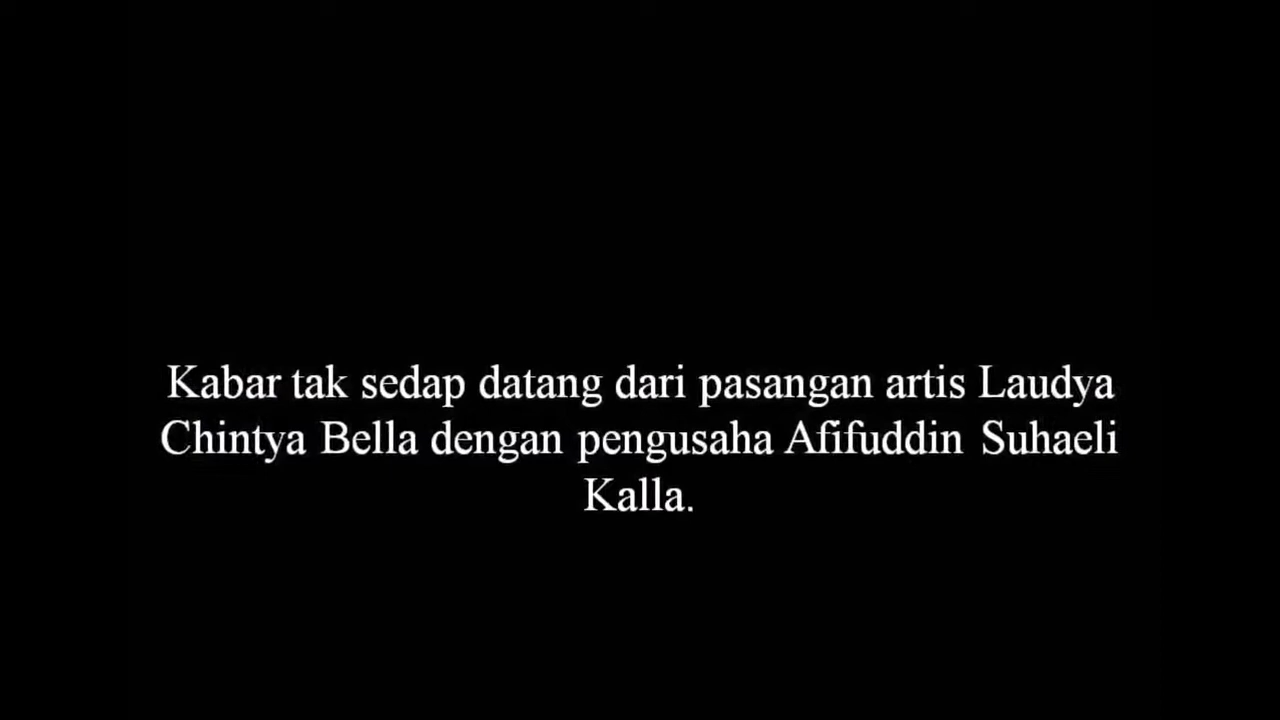 Kabar tak sedap datang dari pasangan artis Laudya
Chintya Bella dengan pengusaha Afifuddin Suhaeli
Kalla.